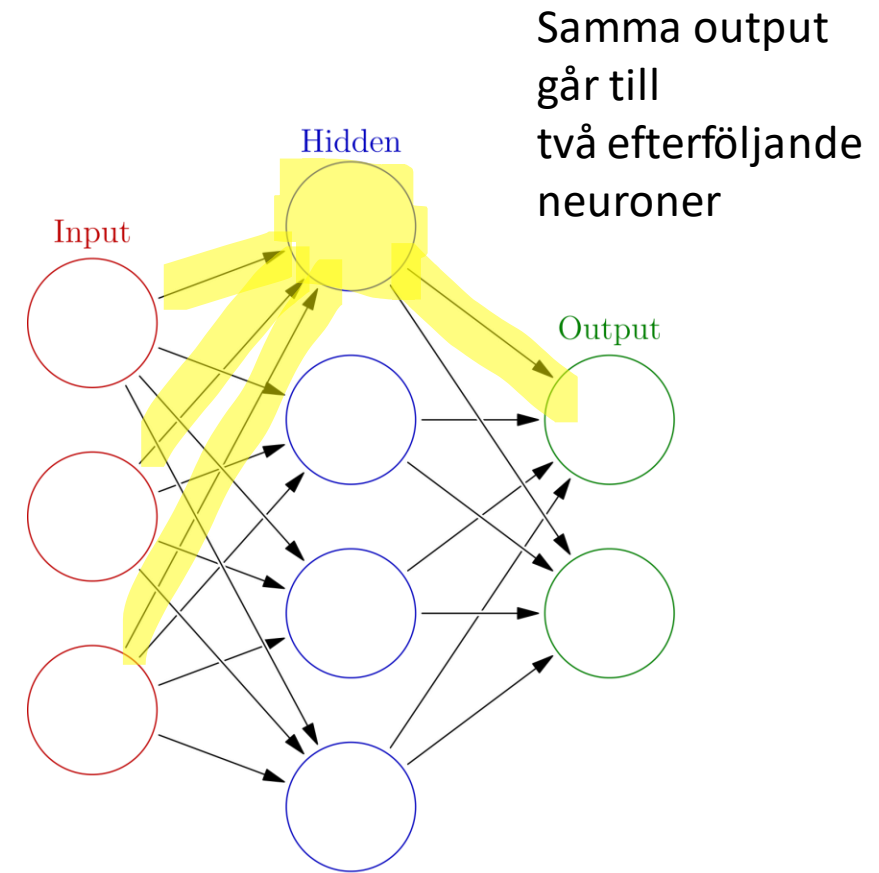 Samma output
går till
två efterföljande
neuroner
Hidden
Input
Output